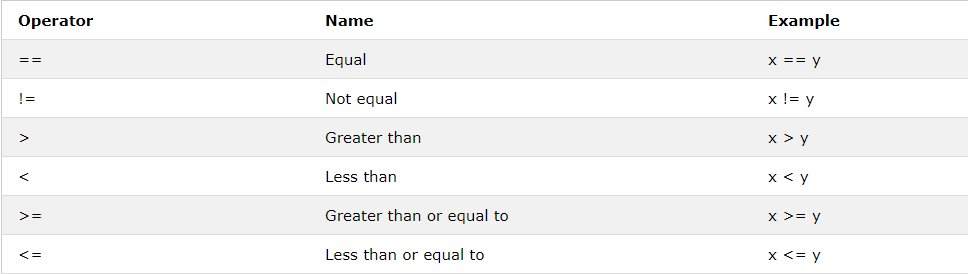 Operator Name Example
== Equal x == y
!= Not equal x != y
> Greater than x > y
< Less than x < y
>= Greater than or equal to x >= y
<= Less than or equal to x <= y